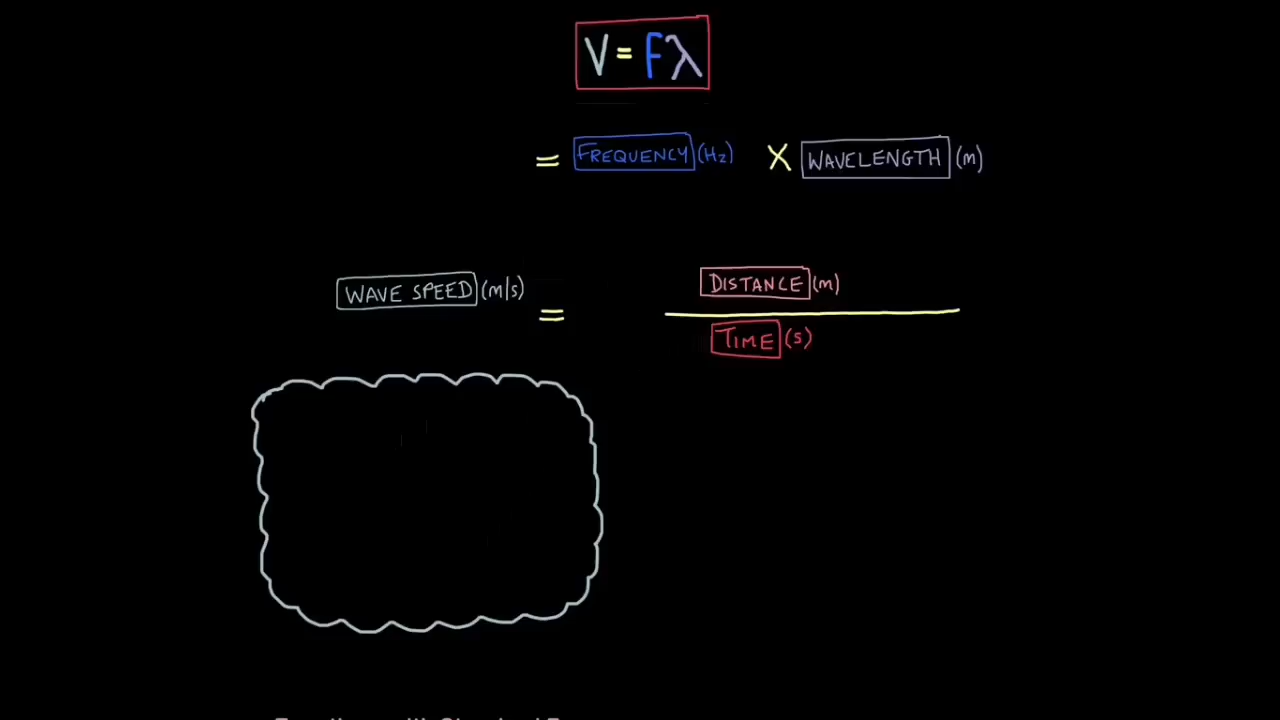 V = Fλ
= FREQUENCY (Hz) X WAVELENGTH (m)
WAVE SPEED (m/s) = DISTANCE (m)
TIME (s)